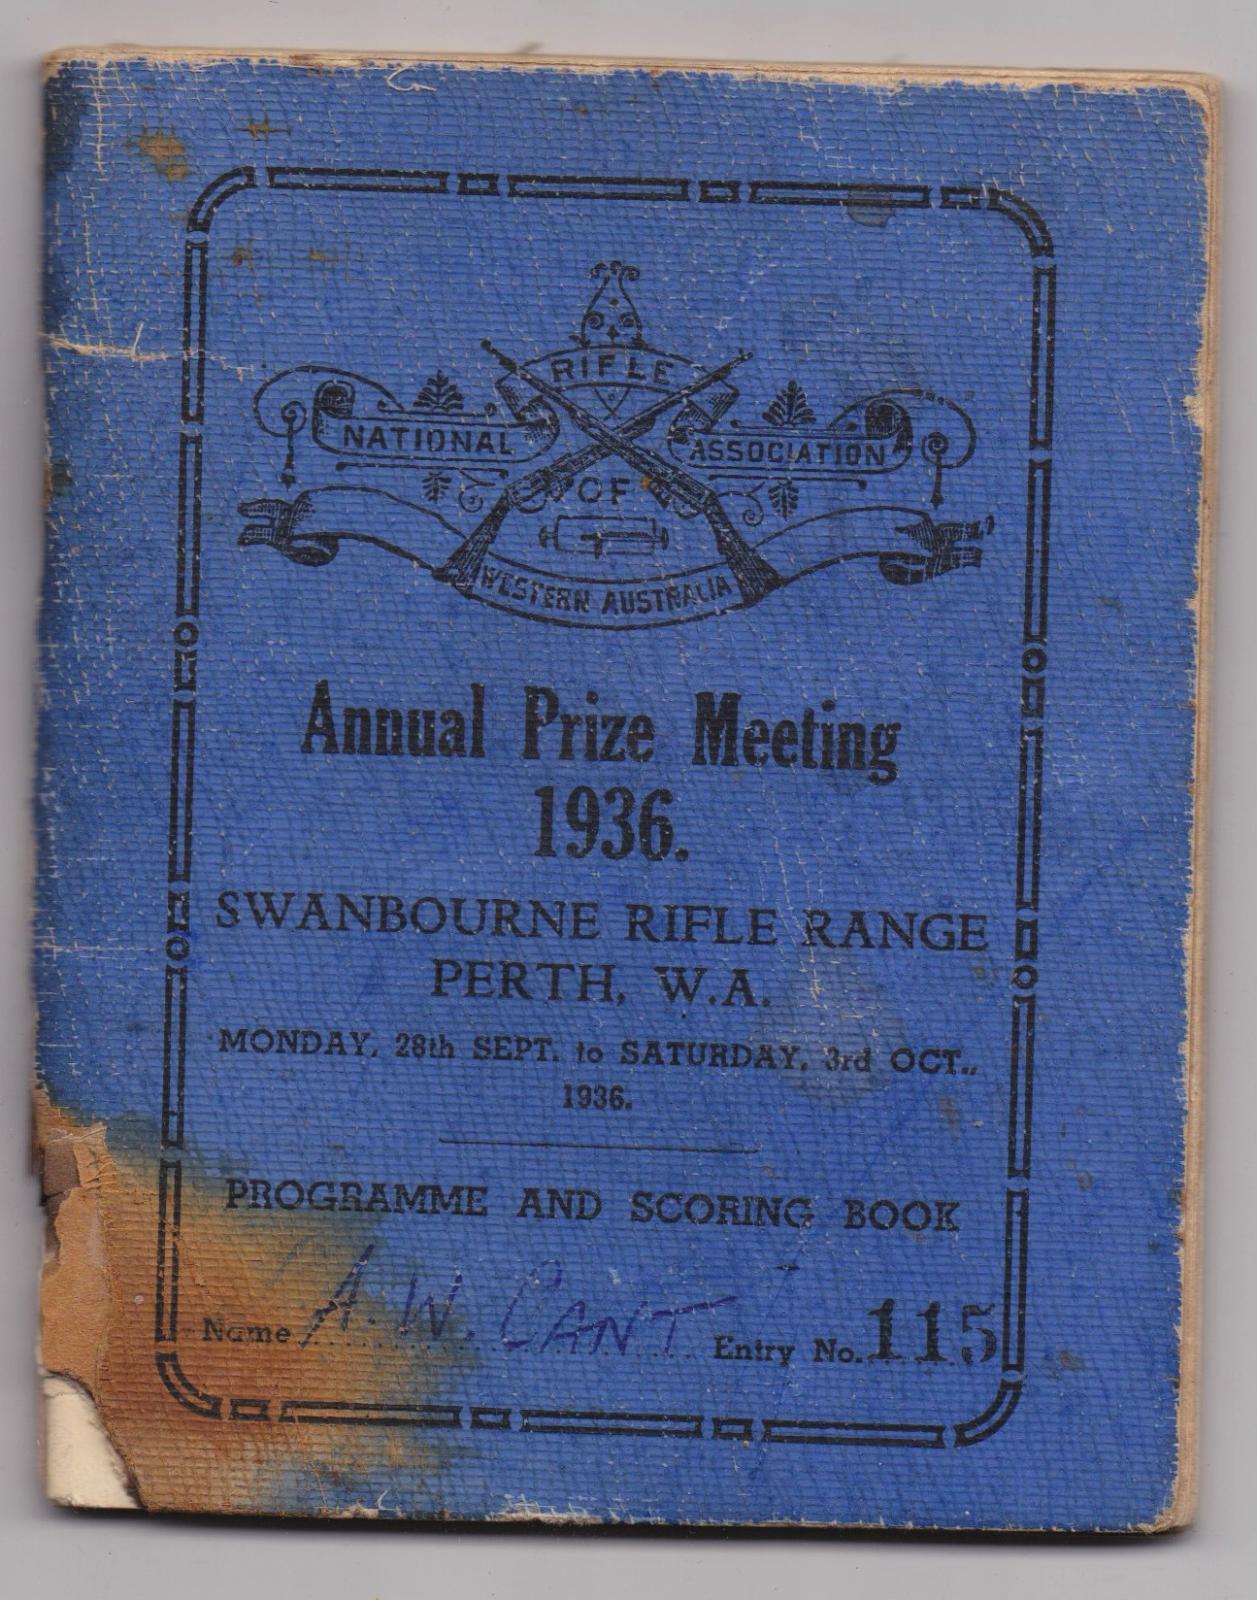 RIFLE
NATIONAL ASSOCIATION
OF
WESTERN AUSTRALIA
Annual Prize Meeting
1936.
SWANBOURNE RIFLE RANGE
PERTH, W.A.
MONDAY, 28th SEPT. to SATURDAY, 3rd OCT.,
1936.
PROGRAMME AND SCORING BOOK
Name A. W. CANT Entry No. 115